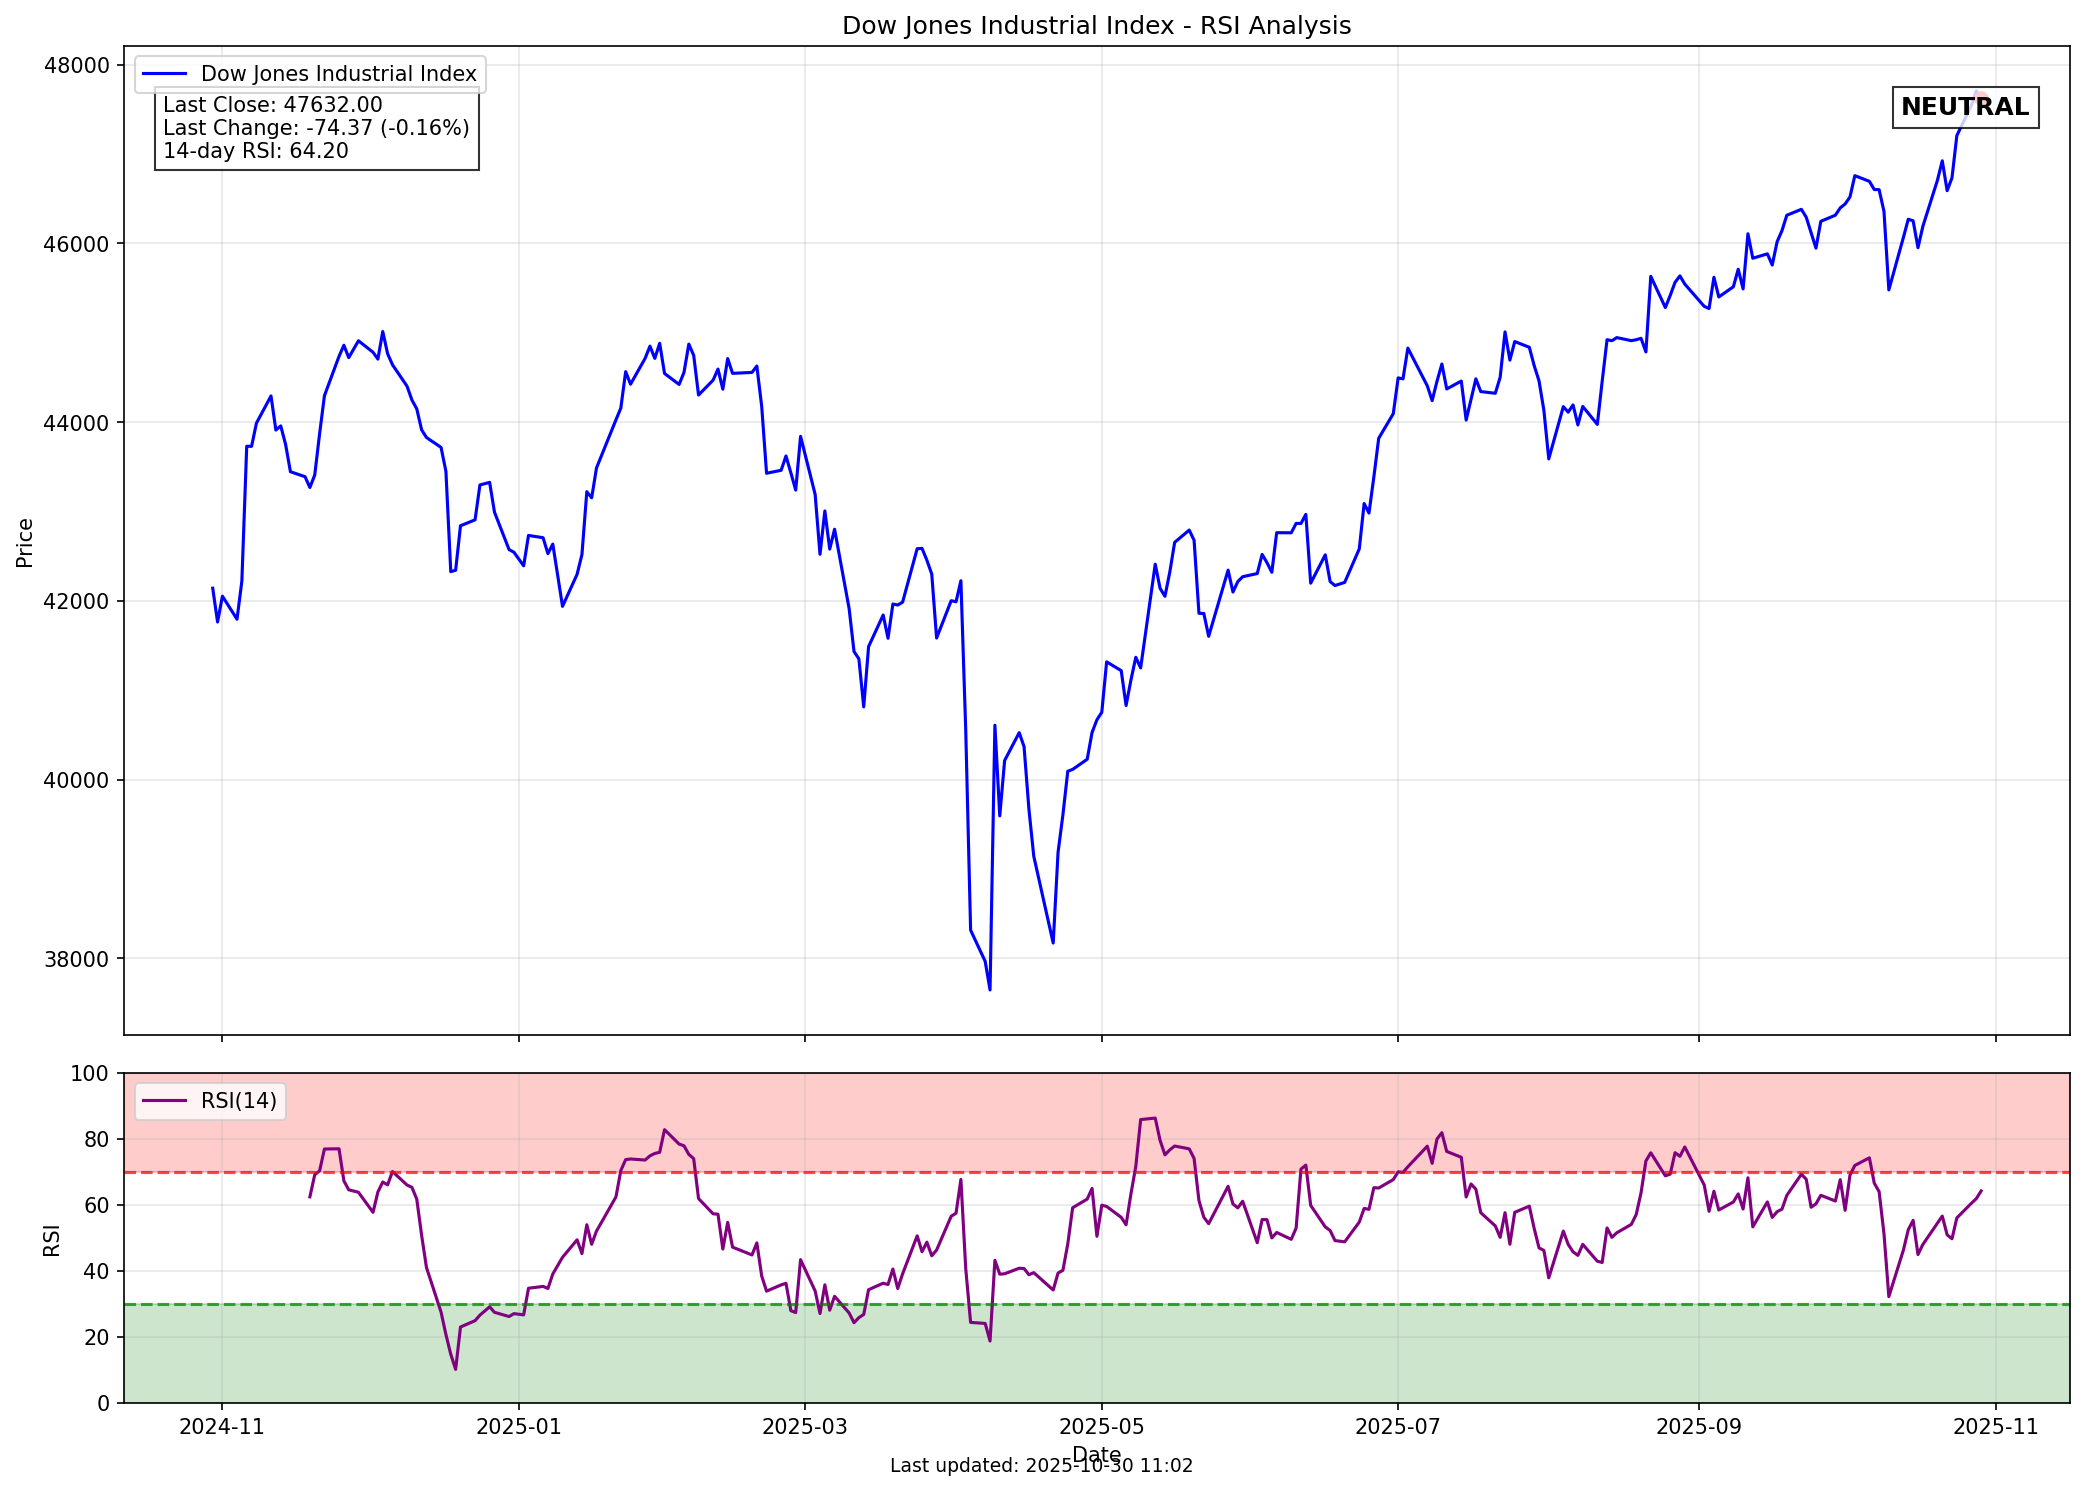 Dow Jones Industrial Index - RSI Analysis
Dow Jones Industrial Index
Last Close: 47632.00
Last Change: -74.37 (-0.16%)
14-day RSI: 64.20
NEUTRAL
48000
46000
44000
42000
40000
38000
Price
RSI(14)
100
80
60
40
20
0
RSI
2024-11
2025-01
2025-03
2025-05
2025-07
2025-09
2025-11
Date
Last updated: 2025-10-30 11:02